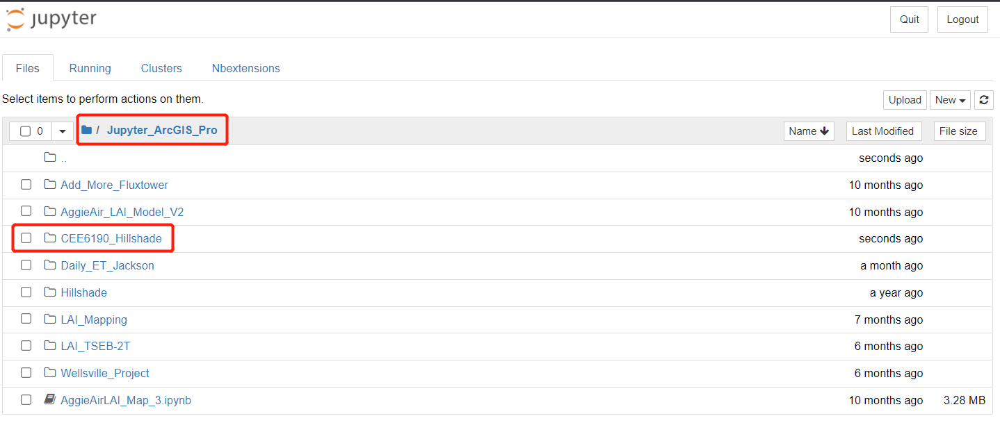 jupyter
Quit
Logout
Files
Running
Clusters
Nbextensions
Select items to perform actions on them.
Upload
New
0
/ Jupyter_ArcGIS_Pro
Name
Last Modified
File size
..
seconds ago
Add_More_Fluxtower
10 months ago
AggieAir_LAI_Model_V2
10 months ago
CEE6190_Hillshade
seconds ago
Daily_ET_Jackson
a month ago
Hillshade
a year ago
LAI_Mapping
7 months ago
LAI_TSEB-2T
6 months ago
Wellsville_Project
6 months ago
AggieAirLAI_Map_3.ipynb
10 months ago
3.28 MB